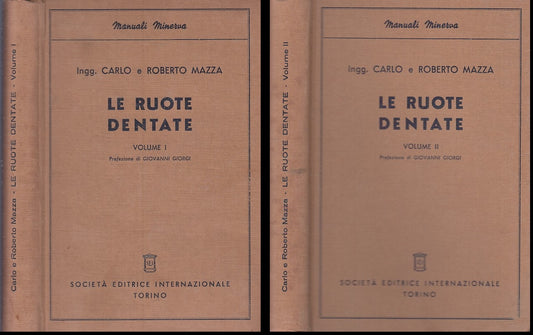 Carlo e Roberto Mazza - LE RUOTE DENTATE - Volume I
Manuali Minerva
Ingg. CARLO e ROBERTO MAZZA
LE RUOTE
DENTATE
VOLUME I
Prefazione di GIOVANNI GIORGI
SEI
SOCIETÀ EDITRICE INTERNAZIONALE
TORINO
Carlo e Roberto Mazza - LE RUOTE DENTATE - Volume II
Manuali Minerva
Ingg. CARLO e ROBERTO MAZZA
LE RUOTE
DENTATE
VOLUME II
Prefazione di GIOVANNI GIORGI
SEI
SOCIETÀ EDITRICE INTERNAZIONALE
TORINO